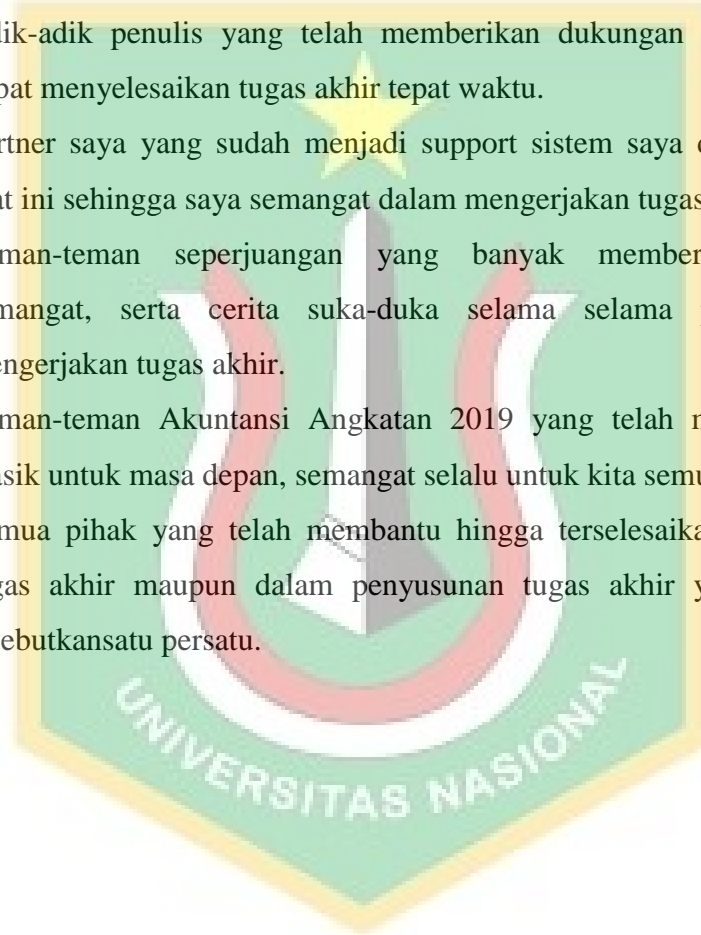 dik-adik penulis yang telah memberikan dukungan
pat menyelesaikan tugas akhir tepat waktu.
rtner saya yang sudah menjadi support sistem saya
at ini sehingga saya semangat dalam mengerjakan tugas
man-teman seperjuangan yang banyak member
mangat, serta cerita suka-duka selama selama
engerjakan tugas akhir.
man-teman Akuntansi Angkatan 2019 yang telah m
asik untuk masa depan, semangat selalu untuk kita semu
mua pihak yang telah membantu hingga terselesaika
gas akhir maupun dalam penyusunan tugas akhir y
sebutkansatu persatu.
UNIVERSITAS NASIONAL